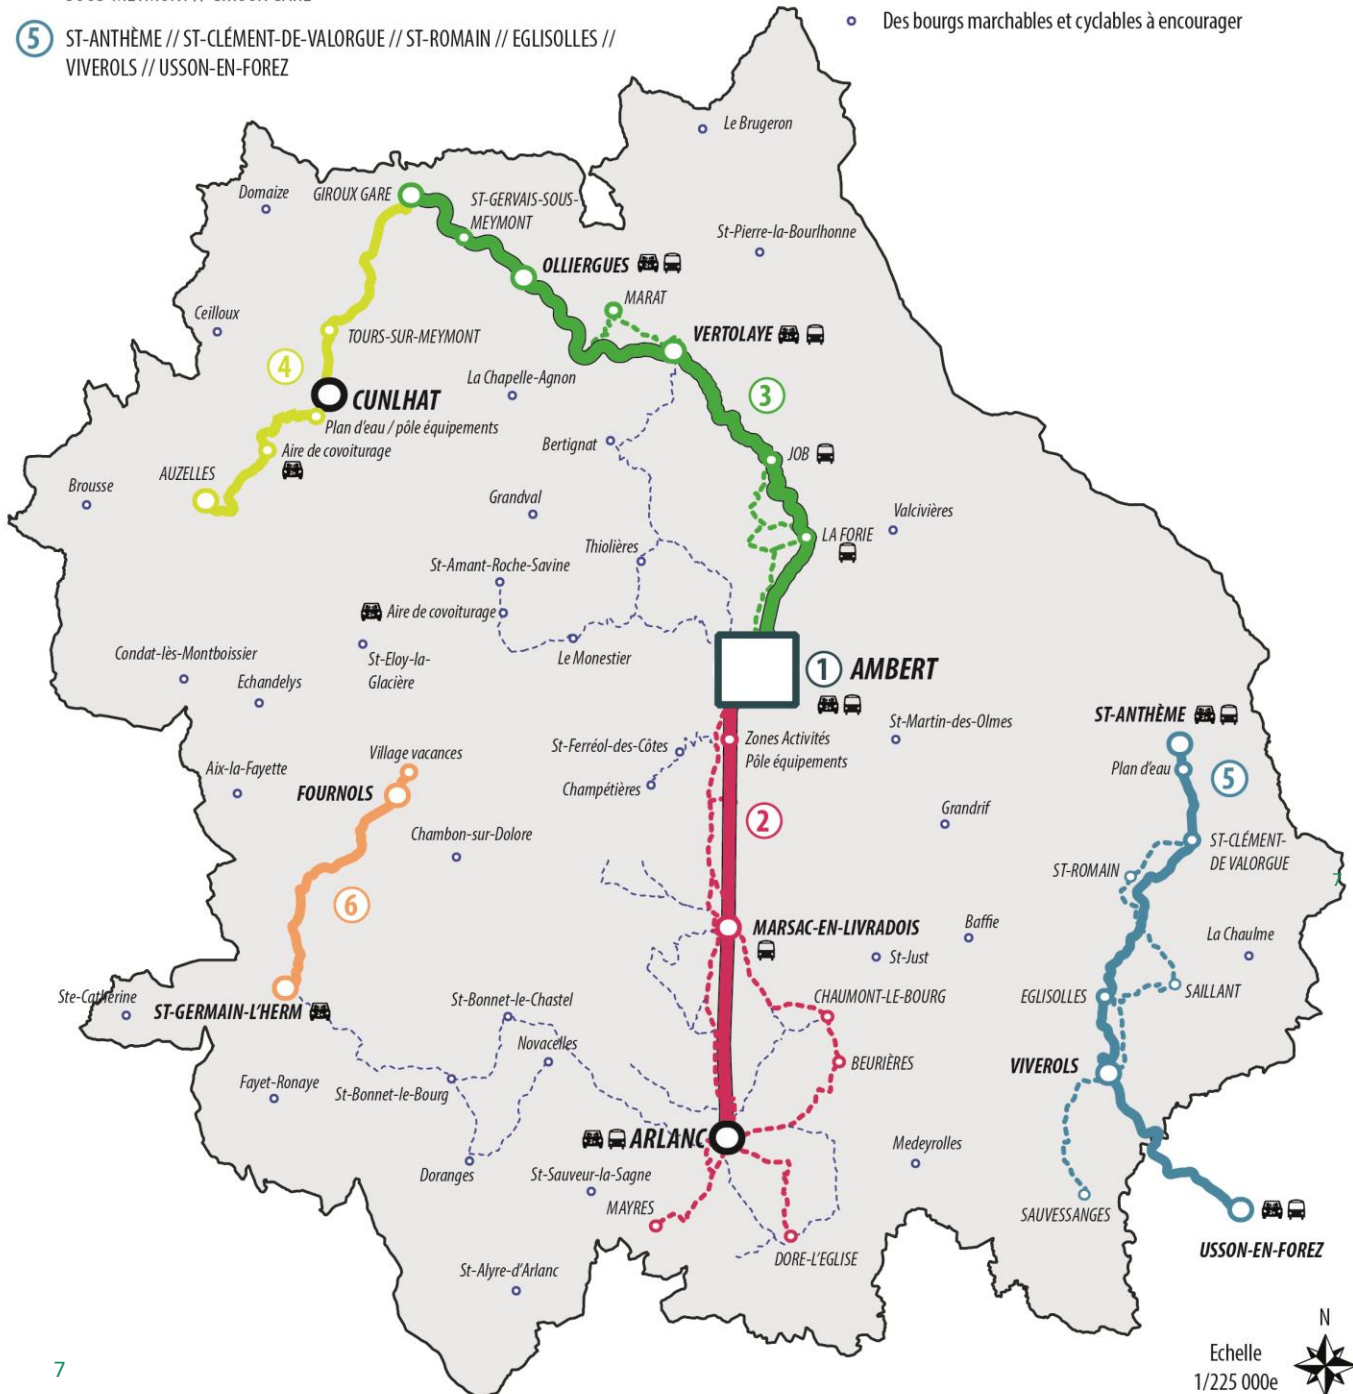 5
ST-ANTHÈME // ST-CLÉMENT-DE-VALORGUE // ST-ROMAIN // EGLISOLLES //
VIVEROLS // USSON-EN-FOREZ
Des bourgs marchables et cyclables à encourager
Le Brugeron
Domaize
GIROUX GARE
ST-GERVAIS-SOUS-
MEYMONT
St-Pierre-la-Bourlhonne
OLLIERGUES
MARAT
Ceilloux
TOURS-SUR-MEYMONT
VERTOLAYE
4
La Chapelle-Agnon
3
CUNLHAT
Plan d'eau / pôle équipements
Bertignat
JOB
Aire de covoiturage
AUZELLES
Brousse
Grandval
Valcivières
LA FORIE
Thiolières
St-Amant-Roche-Savine
Aire de covoiturage
Le Monestier
St-Eloy-la-
Glacière
Condat-lès-Montboissier
Echandelys
1
AMBERT
ST-ANTHÈME
St-Martin-des-Olmes
Zones Activités
Pôle équipements
St-Ferréol-des-Côtes
Village vacances
Plan d'eau
5
Aix-la-Fayette
FOURNOLS
Champétières
2
Grandrif
Chambon-sur-Dolore
ST-CLÉMENT-
DE VALORGUE
ST-ROMAIN
7
6
MARSAC-EN-LIVRADOIS
Baffie
La Chaulme
St-Just
SAILLANT
Ste-Catherine
ST-GERMAIN-L'HERM
St-Bonnet-le-Chastel
CHAUMONT-LE-BOURG
EGLISOLLES
Novacelles
BEURIÈRES
VIVEROLS
Fayet-Ronaye
St-Bonnet-le-Bourg
ARLANC
Medeyrolles
Doranges
St-Sauveur-la-Sagne
MAYRES
SAUVESSANGES
DORE-L'EGLISE
USSON-EN-FOREZ
St-Alyre-d'Arlanc
N
Echelle
1/225 000e
7